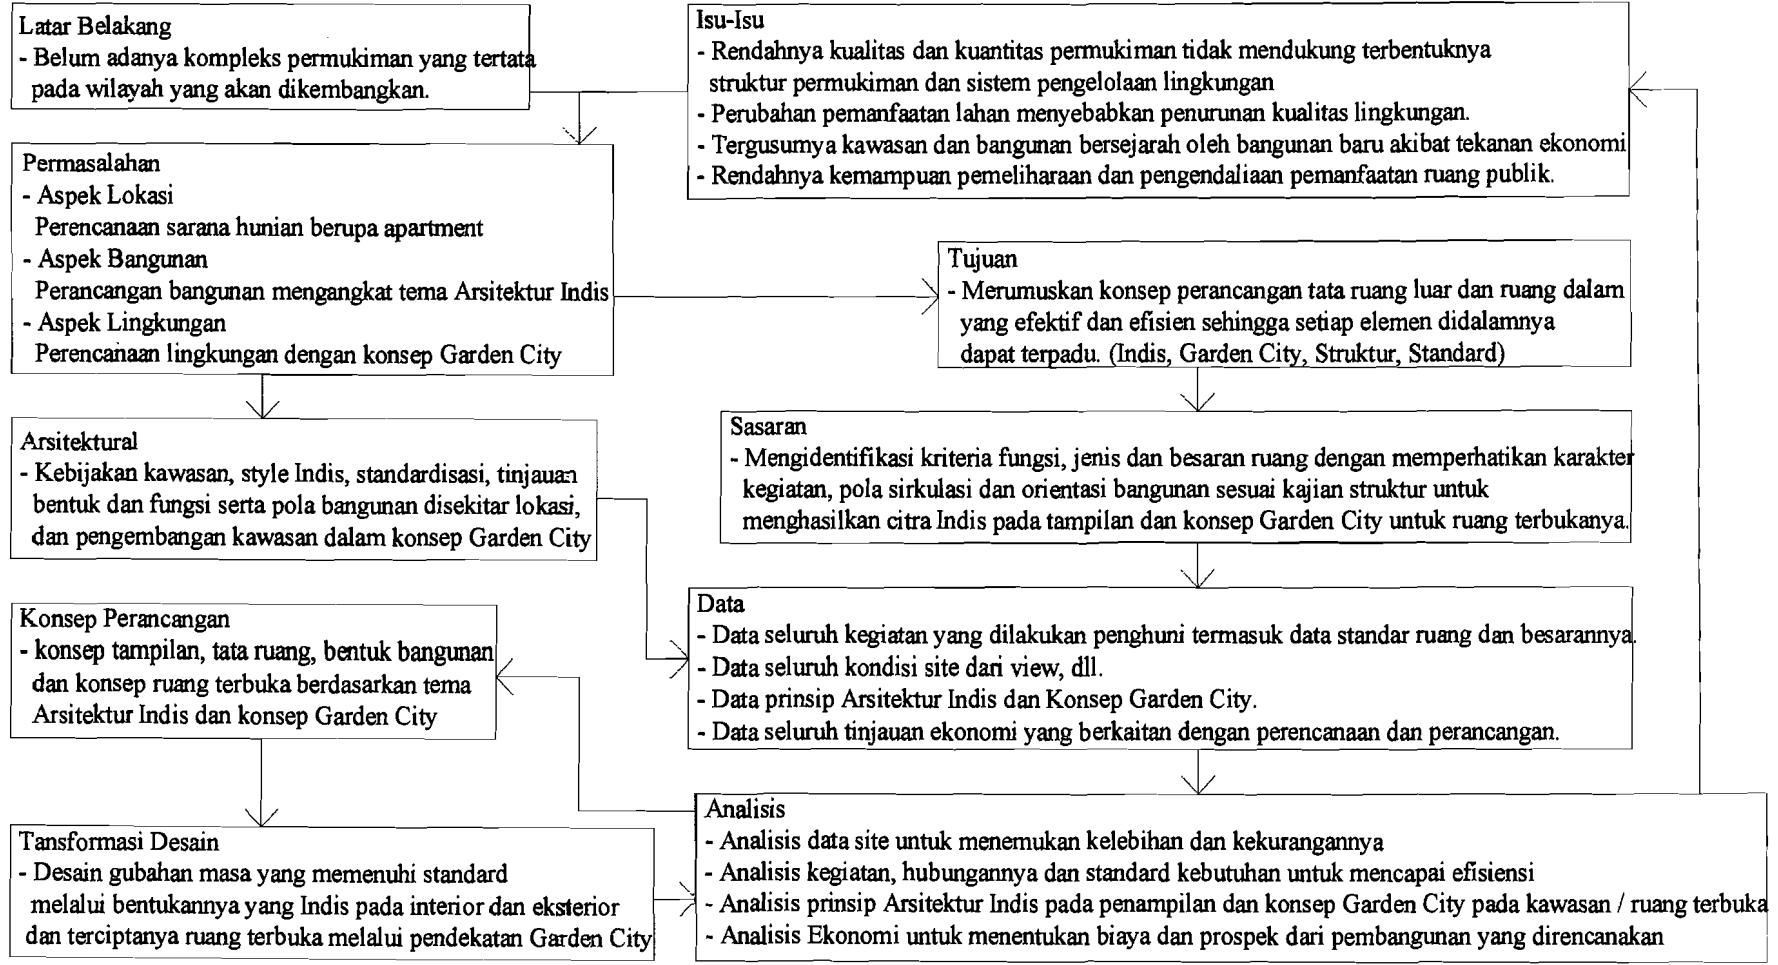 Latar Belakang
- Belum adanya kompleks permukiman yang tertata
pada wilayah yang akan dikembangkan.
Isu-Isu
- Rendahnya kualitas dan kuantitas permukiman tidak mendukung terbentuknya
struktur permukiman dan sistem pengelolaan lingkungan
- Perubahan pemanfaatan lahan menyebabkan penurunan kualitas lingkungan.
- Tergusurnya kawasan dan bangunan bersejarah oleh bangunan baru akibat tekanan ekonomi
- Rendahnya kemampuan pemeliharaan dan pengendaliaan pemanfaatan ruang publik.
Permasalahan
- Aspek Lokasi
Perencanaan sarana hunian berupa apartment
- Aspek Bangunan
Perancangan bangunan mengangkat tema Arsitektur Indis
- Aspek Lingkungan
Perencanaan lingkungan dengan konsep Garden City
Tujuan
- Merumuskan konsep perancangan tata ruang luar dan ruang dalam
yang efektif dan efisien sehingga setiap elemen didalamnya
dapat terpadu. (Indis, Garden City, Struktur, Standard)
Arsitektural
- Kebijakan kawasan, style Indis, standardisasi, tinjauan
bentuk dan fungsi serta pola bangunan disekitar lokasi,
dan pengembangan kawasan dalam konsep Garden City
Sasaran
- Mengidentifikasi kriteria fungsi, jenis dan besaran ruang dengan memperhatikan karakter
kegiatan, pola sirkulasi dan orientasi bangunan sesuai kajian struktur untuk
menghasilkan citra Indis pada tampilan dan konsep Garden City untuk ruang terbukanya.
Data
- Data seluruh kegiatan yang dilakukan penghuni termasuk data standar ruang dan besarannya.
- Data seluruh kondisi site dari view, dll.
- Data prinsip Arsitektur Indis dan Konsep Garden City.
- Data seluruh tinjauan ekonomi yang berkaitan dengan perencanaan dan perancangan.
Konsep Perancangan
- konsep tampilan, tata ruang, bentuk bangunan
dan konsep ruang terbuka berdasarkan tema
Arsitektur Indis dan konsep Garden City
Tansformasi Desain
- Desain gubahan masa yang memenuhi standard
melalui bentukannya yang Indis pada interior dan eksterior
dan terciptanya ruang terbuka melalui pendekatan Garden City
Analisis
- Analisis data site untuk menemukan kelebihan dan kekurangannya
- Analisis kegiatan, hubungannya dan standard kebutuhan untuk mencapai efisiensi
- Analisis prinsip Arsitektur Indis pada penampilan dan konsep Garden City pada kawasan / ruang terbuka
- Analisis Ekonomi untuk menentukan biaya dan prospek dari pembangunan yang direncanakan